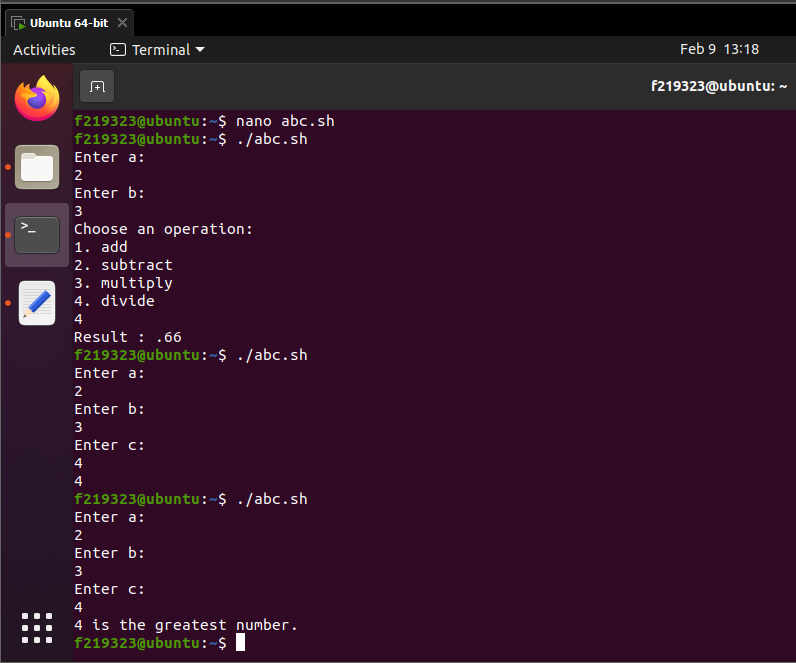 Ubuntu 64-bit
Activities
Terminal
Feb 9 13:18
f219323@ubuntu: ~
f219323@ubuntu:~$ nano abc.sh
f219323@ubuntu:~$ ./abc.sh
Enter a:
2
Enter b:
3
Choose an operation:
1. add
2. subtract
3. multiply
4. divide
4
Result : .66
f219323@ubuntu:~$ ./abc.sh
Enter a:
2
Enter b:
3
Enter c:
4
4
f219323@ubuntu:~$ ./abc.sh
Enter a:
2
Enter b:
3
Enter c:
4
4 is the greatest number.
f219323@ubuntu:~$